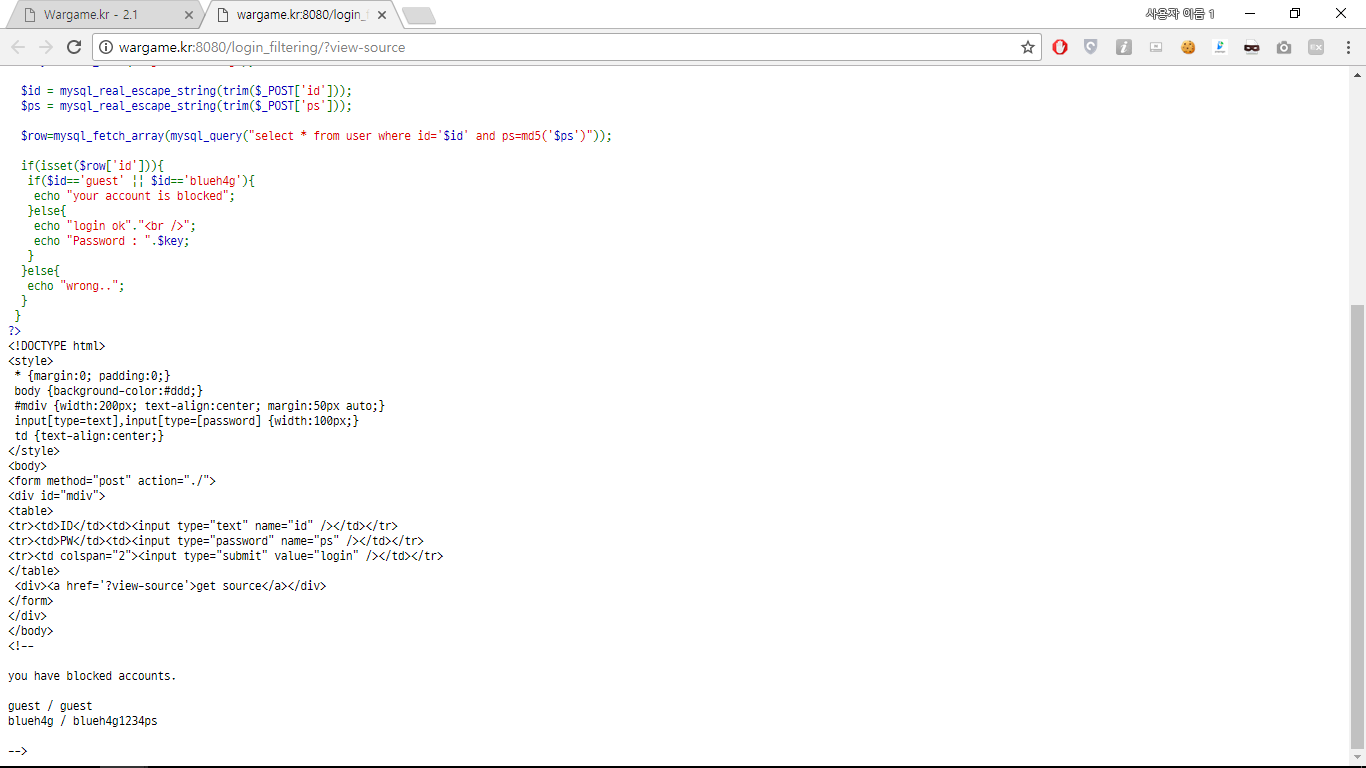 Wargame.kr - 2.1
wargame.kr:8080/login_f
사용자 이름 1
wargame.kr:8080/login_filtering/?view-source
$id = mysql_real_escape_string(trim($_POST['id']));
$ps = mysql_real_escape_string(trim($_POST['ps']));
$row=mysql_fetch_array(mysql_query("select * from user where id='$id' and ps=md5('$ps')"));
if(isset($row['id'])){
if($id=='guest' || $id=='blueh4g'){
echo "your account is blocked";
}else{
echo "login ok"."<br />";
echo "Password : ".$key;
}
}else{
echo "wrong..";
}
}
?>
<!DOCTYPE html>
<style>
* {margin:0; padding:0;}
body {background-color:#ddd;}
#mdiv {width:200px; text-align:center; margin:50px auto;}
input[type=text],input[type=[password] {width:100px;}
td {text-align:center;}
</style>
<body>
<form method="post" action="./">
<div id="mdiv">
<table>
<tr><td>ID</td><td><input type="text" name="id" /></td></tr>
<tr><td>PW</td><td><input type="password" name="ps" /></td></tr>
<tr><td colspan="2"><input type="submit" value="login" /></td></tr>
</table>
<div><a href='?view-source'>get source</a></div>
</form>
</div>
</body>
<!--
you have blocked accounts.
guest / guest
blueh4g / blueh4g1234ps
-->